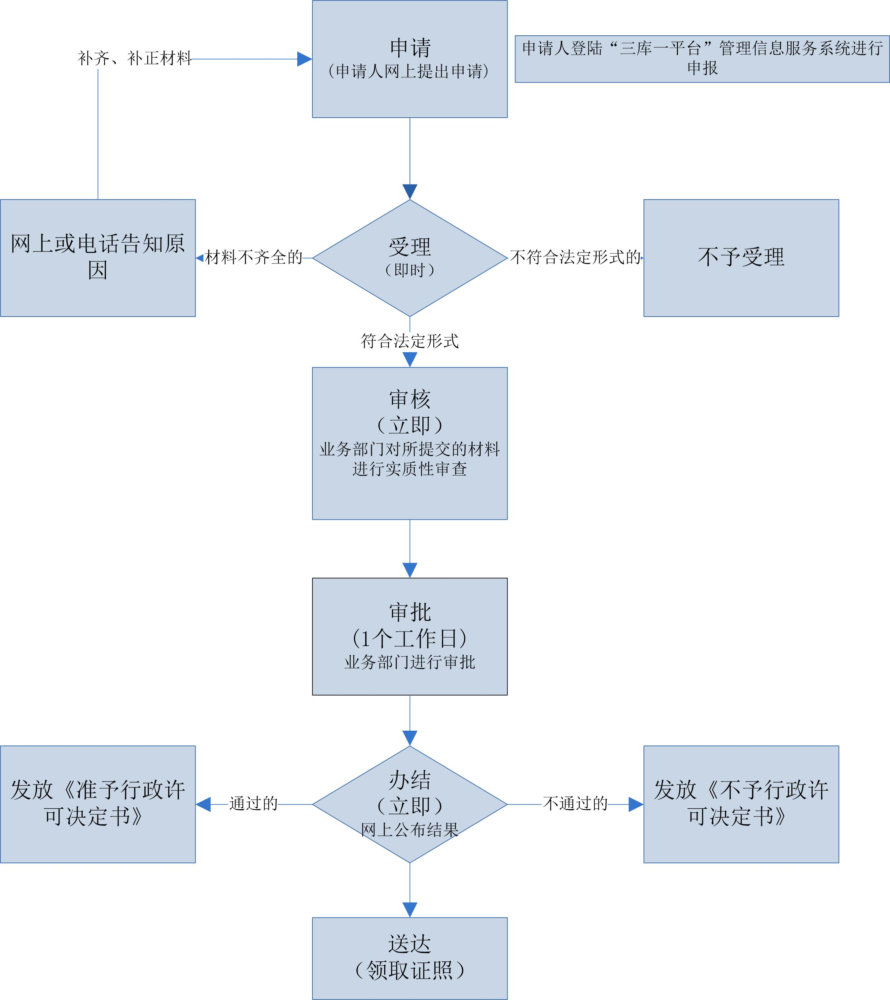 申请
（申请人网上提出申请）
申请人登陆“三库一平台”管理信息服务系统进行
申报
补齐、补正材料
网上或电话告知原
因
材料不齐全的
受理
（即时）
不符合法定形式的
不予受理
符合法定形式
审核
（立即）
业务部门对所提交的材料
进行实质性审查
审批
（1个工作日）
业务部门进行审批
发放《准予行政许
可决定书》
通过的
办结
（立即）
网上公布结果
不通过的
发放《不予行政许
可决定书》
送达
（领取证照）